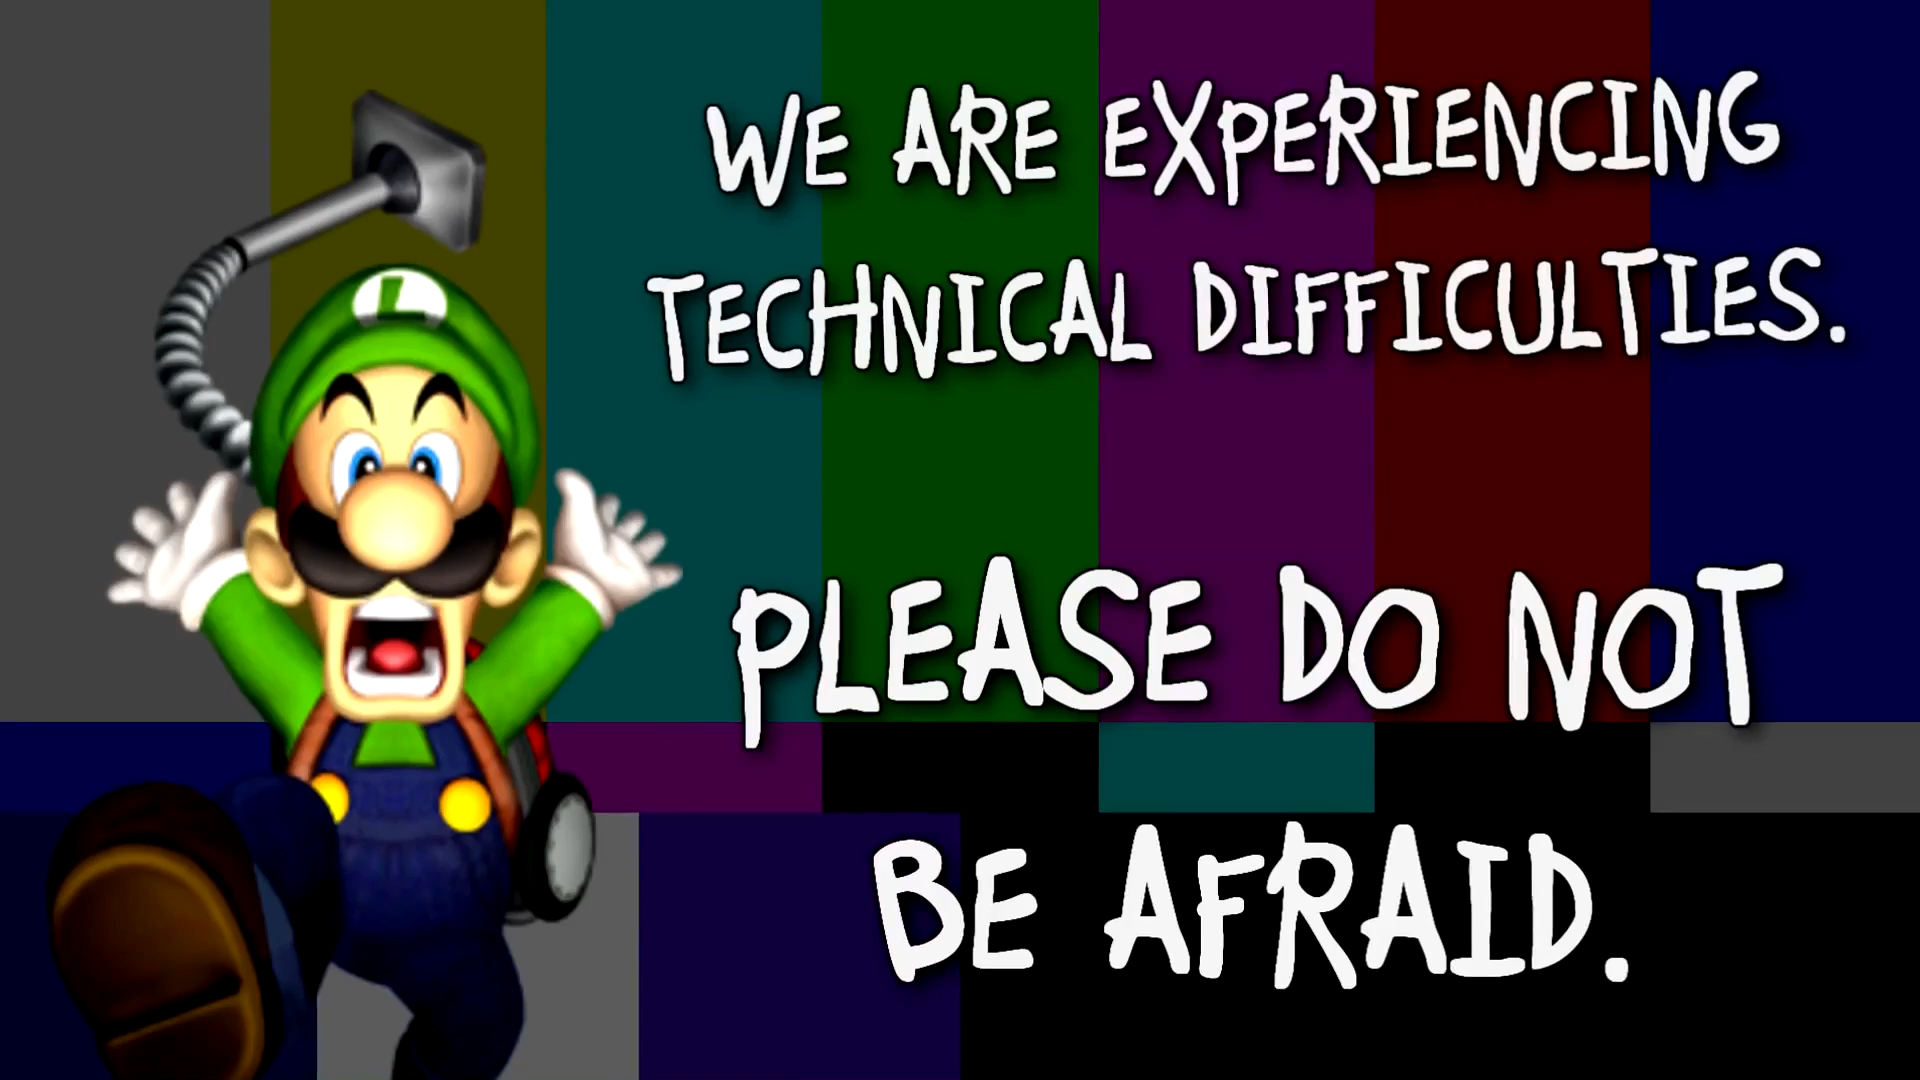 L
WE ARE EXPERIENCING
TECHNICAL DIFFICULTIES.
PLEASE DO NOT
BE AFRAID.